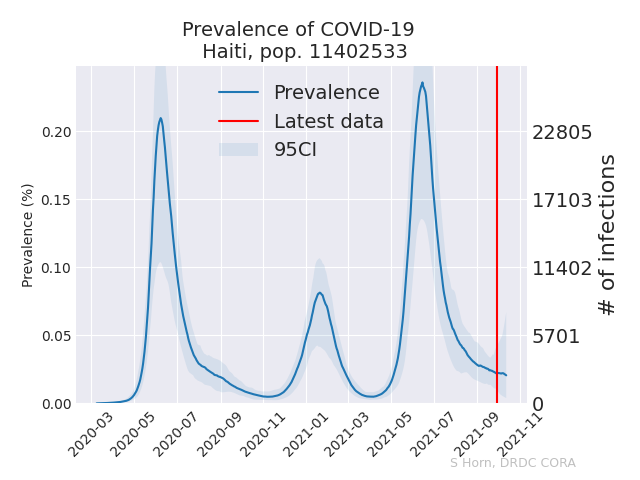 Prevalence of COVID-19
Haiti, pop. 11402533
Prevalence
Latest data
95CI
Prevalence (%)
0.20
0.15
0.10
0.05
0.00
22805
17103
11402
5701
0
# of infections
2020-03
2020-05
2020-07
2020-09
2020-11
2021-01
2021-03
2021-05
2021-07
2021-09
2021-11
S Horn, DRDC CORA